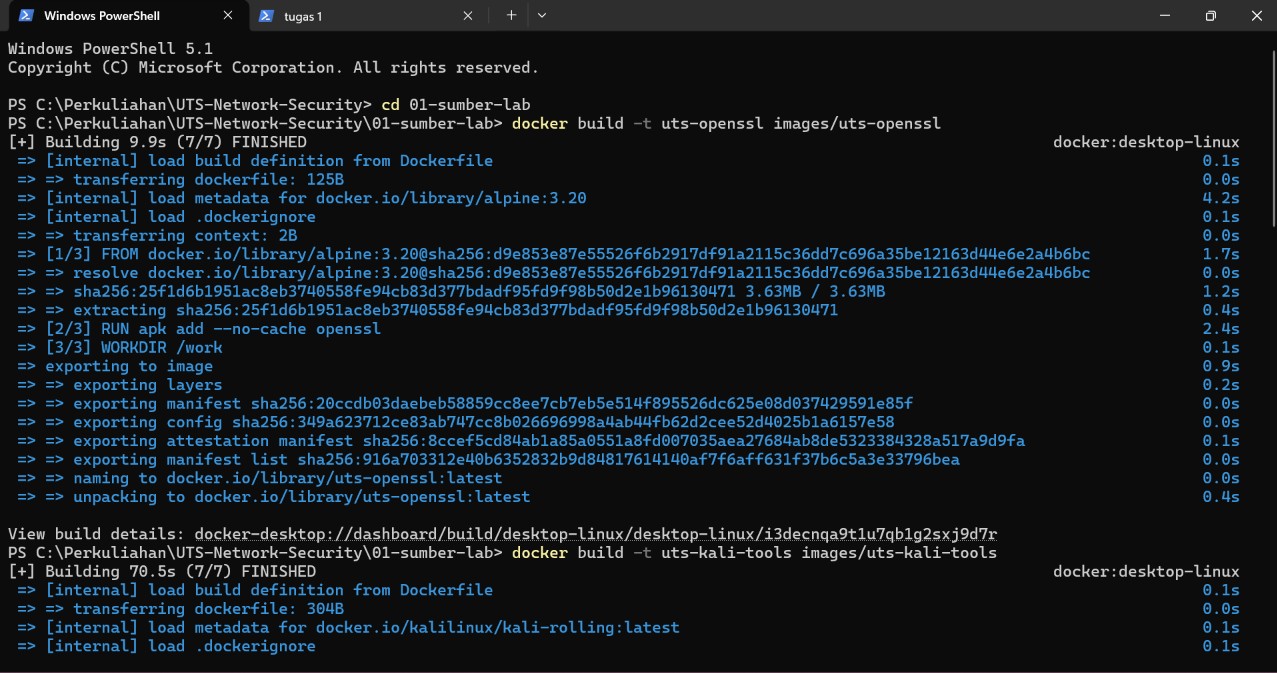 Windows PowerShell
tugas 1
Windows PowerShell 5.1
Copyright (C) Microsoft Corporation. All rights reserved.
PS C:\Perkuliahan\UTS-Network-Security> cd 01-sumber-lab
PS C:\Perkuliahan\UTS-Network-Security\01-sumber-lab> docker build -t uts-openssl images/uts-openssl
[+] Building 9.9s (7/7) FINISHED docker:desktop-linux
=> [internal] load build definition from Dockerfile 0.1s
=> => transferring dockerfile: 125B 0.0s
=> [internal] load metadata for docker.io/library/alpine:3.20 4.2s
=> [internal] load .dockerignore 0.1s
=> => transferring context: 2B 0.0s
=> [1/3] FROM docker.io/library/alpine:3.20@sha256:d9e853e87e55526f6b2917df91a2115c36dd7c696a35be12163d44e6e2a4b6bc 1.7s
=> => resolve docker.io/library/alpine:3.20@sha256:d9e853e87e55526f6b2917df91a2115c36dd7c696a35be12163d44e6e2a4b6bc 0.0s
=> => sha256:25f1d6b1951ac8eb3740558fe94cb83d377bdadf95fd9f98b50d2e1b96130471 3.63MB / 3.63MB 1.2s
=> => extracting sha256:25f1d6b1951ac8eb3740558fe94cb83d377bdadf95fd9f98b50d2e1b96130471 0.4s
=> [2/3] RUN apk add --no-cache openssl 2.4s
=> [3/3] WORKDIR /work 0.1s
=> exporting to image 0.9s
=> => exporting layers 0.2s
=> => exporting manifest sha256:20ccdb03daebeb58859cc8ee7cb7eb5e514f895526dc625e08d037429591e85f 0.0s
=> => exporting config sha256:349a623712ce83ab747cc8b026696998a4ab44fb62d2cee52d4025b1a6157e58 0.0s
=> => exporting attestation manifest sha256:8ccef5cd84ab1a85a0551a8fd007035aea27684ab8de5323384328a517a9d9fa 0.1s
=> => exporting manifest list sha256:916a703312e40b6352832b9d84817614140af7f6aff631f37b6c5a3e33796bea 0.0s
=> => naming to docker.io/library/uts-openssl:latest 0.0s
=> => unpacking to docker.io/library/uts-openssl:latest 0.4s
View build details: docker-desktop://dashboard/build/desktop-linux/desktop-linux/i3decnqa9t1u7qb1g2sxj9d7r
PS C:\Perkuliahan\UTS-Network-Security\01-sumber-lab> docker build -t uts-kali-tools images/uts-kali-tools
[+] Building 70.5s (7/7) FINISHED docker:desktop-linux
=> [internal] load build definition from Dockerfile 0.1s
=> => transferring dockerfile: 304B 0.0s
=> [internal] load metadata for docker.io/kalilinux/kali-rolling:latest 0.1s
=> [internal] load .dockerignore 0.1s